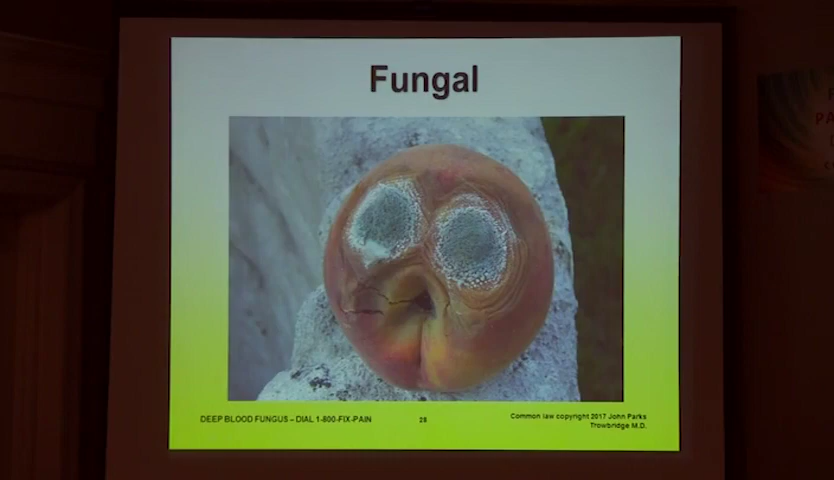 Fungal
DEEP BLOOD FUNGUS – DIAL 1-800-FIX-PAIN
28
Common law copyright 2017 John Parks
Trowbridge M.D.